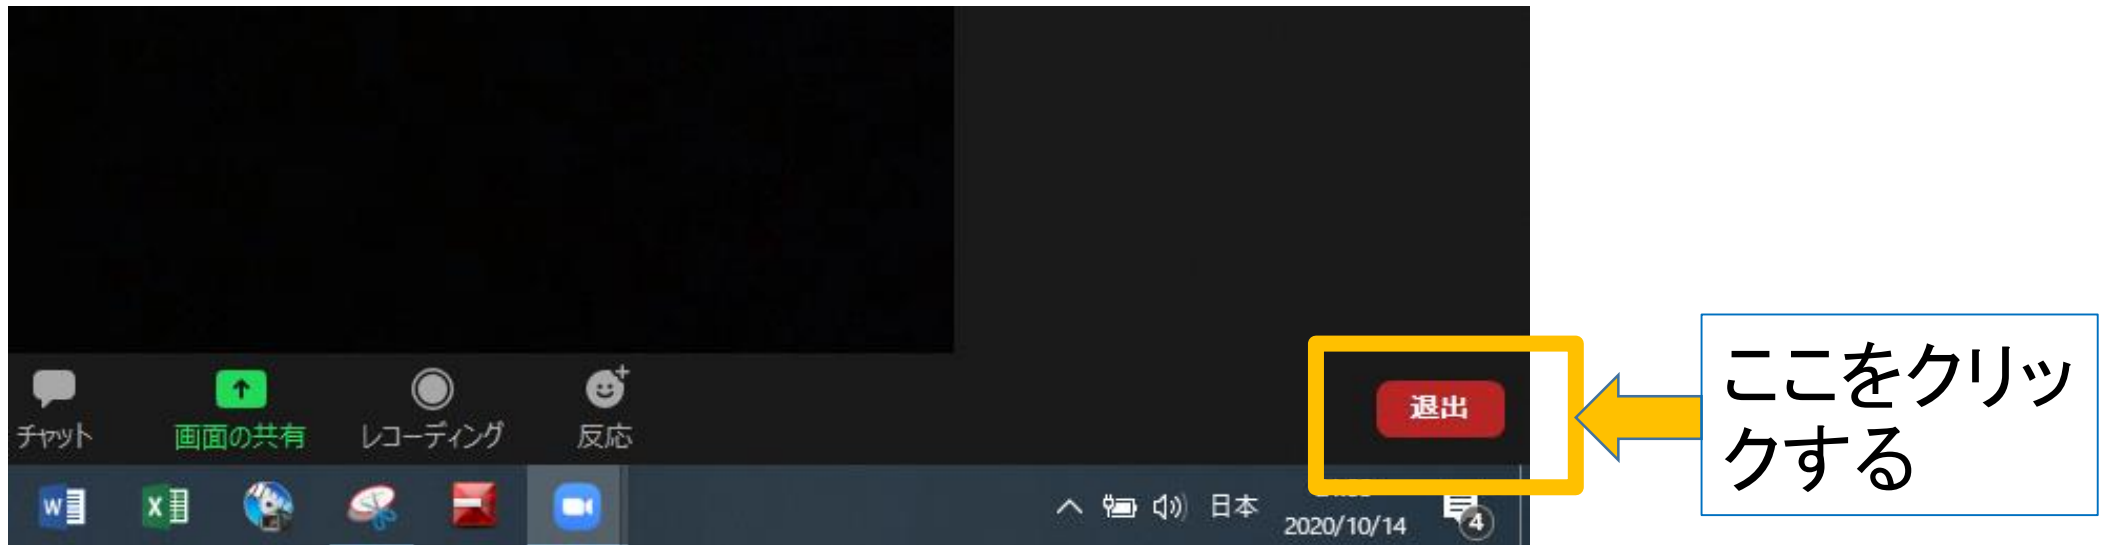 チャット
画面の共有
レコーディング
反応
退出
ここをクリッ
クする
日本
2020/10/14
4